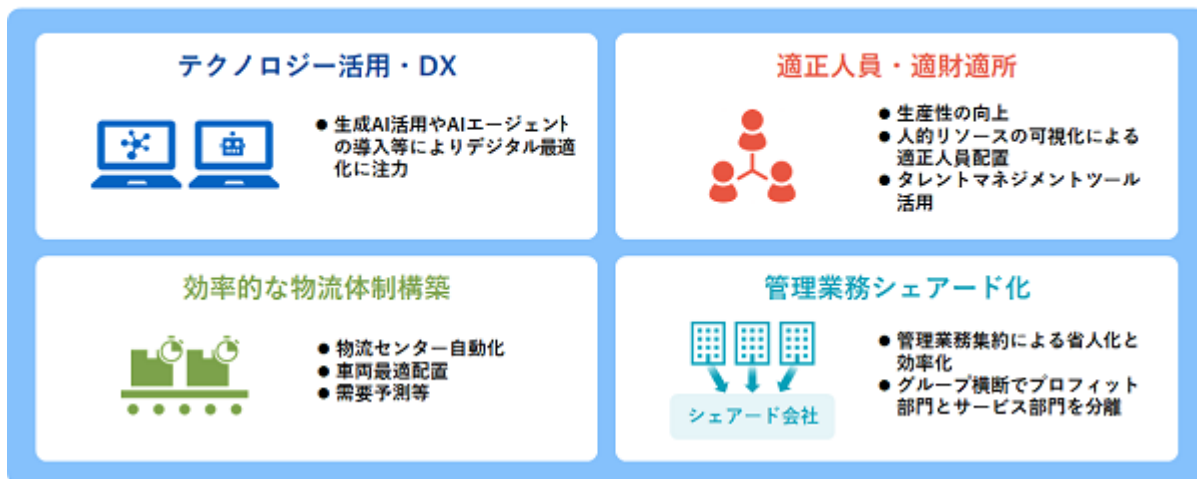 テクノロジー活用・DX
● 生成AI活用やAIエージェント
の導入等によりデジタル最適
化に注力
適正人員・適財適所
● 生産性の向上
● 人的リソースの可視化による
適正人員配置
● タレントマネジメントツール
活用
効率的な物流体制構築
● 物流センター自動化
● 車両最適配置
● 需要予測等
管理業務シェアード化
シェアード会社
● 管理業務集約による省人化と
効率化
● グループ横断でプロフィット
部門とサービス部門を分離